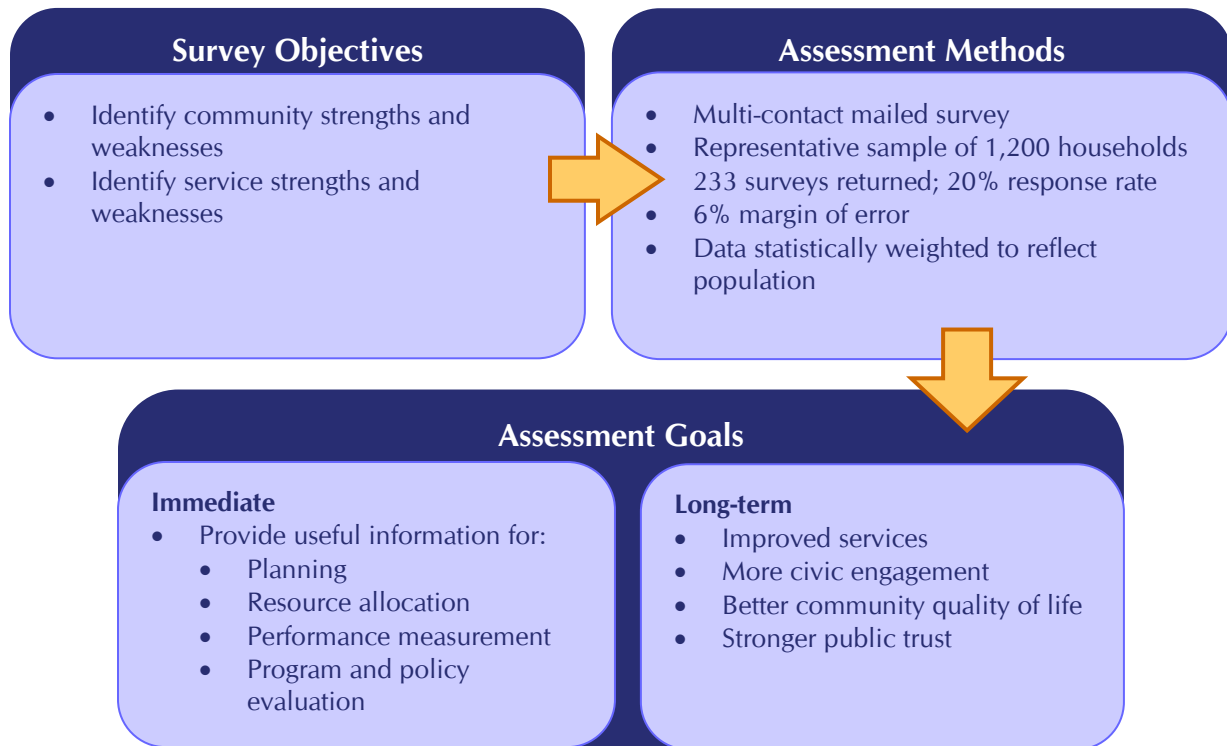 Survey Objectives
• Identify community strengths and
weaknesses
• Identify service strengths and
weaknesses
Assessment Methods
• Multi-contact mailed survey
• Representative sample of 1,200 households
• 233 surveys returned; 20% response rate
• 6% margin of error
• Data statistically weighted to reflect
population
Assessment Goals
Immediate
• Provide useful information for:
• Planning
• Resource allocation
• Performance measurement
• Program and policy
evaluation
Long-term
• Improved services
• More civic engagement
• Better community quality of life
• Stronger public trust